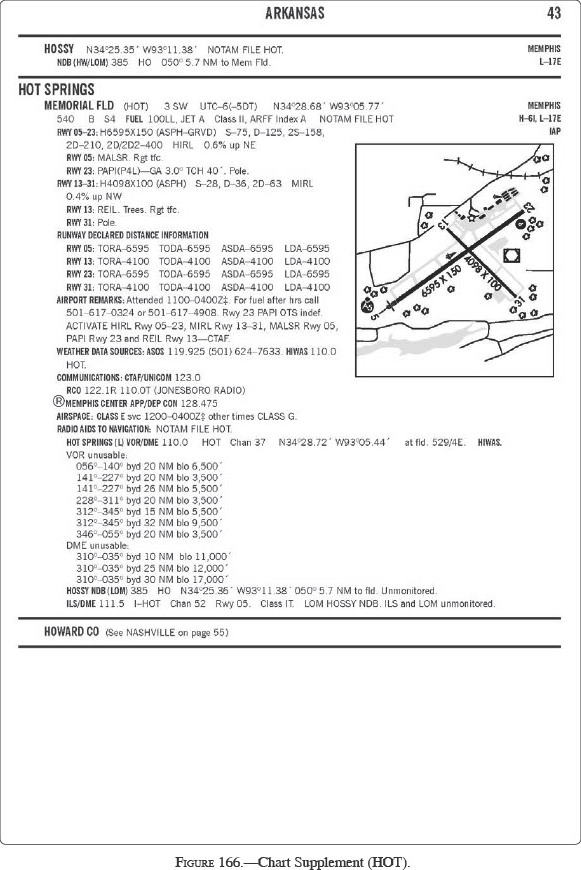 ARKANSAS 43
HOSSY N34°25.35´ W93°11.38´ NOTAM FILE HOT. MEMPHIS
NDB (HW/LOM) 385 HO 050° 5.7 NM to Mem Fld. L–17E
HOT SPRINGS
MEMORIAL FLD (HOT) 3 SW UTC–6(–5DT) N34°28.68´ W93°05.77´ MEMPHIS
540 B S4 FUEL 100LL, JET A Class II, ARFF Index A NOTAM FILE HOT H–6I, L–17E
RWY 05–23: H6595X150 (ASPH–GRVD) S–75, D–125, 2S–158, IAP
2D–210, 2D/2D2–400 HIRL 0.6% up NE
RWY 05: MALSR. Rgt tfc.
RWY 23: PAPI(P4L)—GA 3.0° TCH 40´. Pole.
RWY 13–31: H4098X100 (ASPH) S–28, D–36, 2D–63 MIRL
0.4% up NW
RWY 13: REIL. Trees. Rgt tfc.
RWY 31: Pole.
RUNWAY DECLARED DISTANCE INFORMATION
RWY 05: TORA–6595 TODA–6595 ASDA–6595 LDA–6595
RWY 13: TORA–4100 TODA–4100 ASDA–4100 LDA–4100
RWY 23: TORA–6595 TODA–6595 ASDA–6595 LDA–6595
RWY 31: TORA–4100 TODA–4100 ASDA–4100 LDA–4100
AIRPORT REMARKS: Attended 1100–0400Z‡. For fuel after hrs call
501–617–0324 or 501–617–4908. Rwy 23 PAPI OTS indef.
ACTIVATE HIRL Rwy 05–23, MIRL Rwy 13–31, MALSR Rwy 05,
PAPI Rwy 23 and REIL Rwy 13—CTAF.
WEATHER DATA SOURCES: ASOS 119.925 (501) 624–7633. HIWAS 110.0
HOT.
COMMUNICATIONS: CTAF/UNICOM 123.0
RCO 122.1R 110.0T (JONESBORO RADIO)
Ⓡ MEMPHIS CENTER APP/DEP CON 128.475
AIRSPACE: CLASS E svc 1200–0400Z‡ other times CLASS G.
RADIO AIDS TO NAVIGATION: NOTAM FILE HOT.
HOT SPRINGS (L) VOR/DME 110.0 HOT Chan 37 N34°28.72´ W93°05.44´ at fld. 529/4E. HIWAS.
VOR unusable:
056°–140° byd 20 NM blo 6,500´
141°–227° byd 20 NM blo 3,500´
141°–227° byd 26 NM blo 5,500´
228°–311° byd 20 NM blo 3,500´
312°–345° byd 15 NM blo 5,500´
312°–345° byd 32 NM blo 9,500´
346°–055° byd 20 NM blo 3,500´
DME unusable:
310°–035° byd 10 NM blo 11,000´
310°–035° byd 25 NM blo 12,000´
310°–035° byd 30 NM blo 17,000´
HOSSY NDB (LOM) 385 HO N34°25.35´ W93°11.38´ 050° 5.7 NM to fld. Unmonitored.
ILS/DME 111.5 I–HOT Chan 52 Rwy 05. Class IT. LOM HOSSY NDB. ILS and LOM unmonitored.
13
23
6595 X 150
4098 X 100
5
31
HOWARD CO (See NASHVILLE on page 55)
FIGURE 166.—Chart Supplement (HOT).